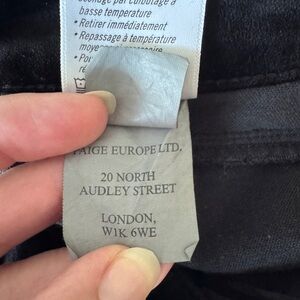 basse température
• Retirer immédiatement
• Repassage à température
PAIGE EUROPE LTD.
20 NORTH
AUDLEY STREET
LONDON,
W1K 6WE